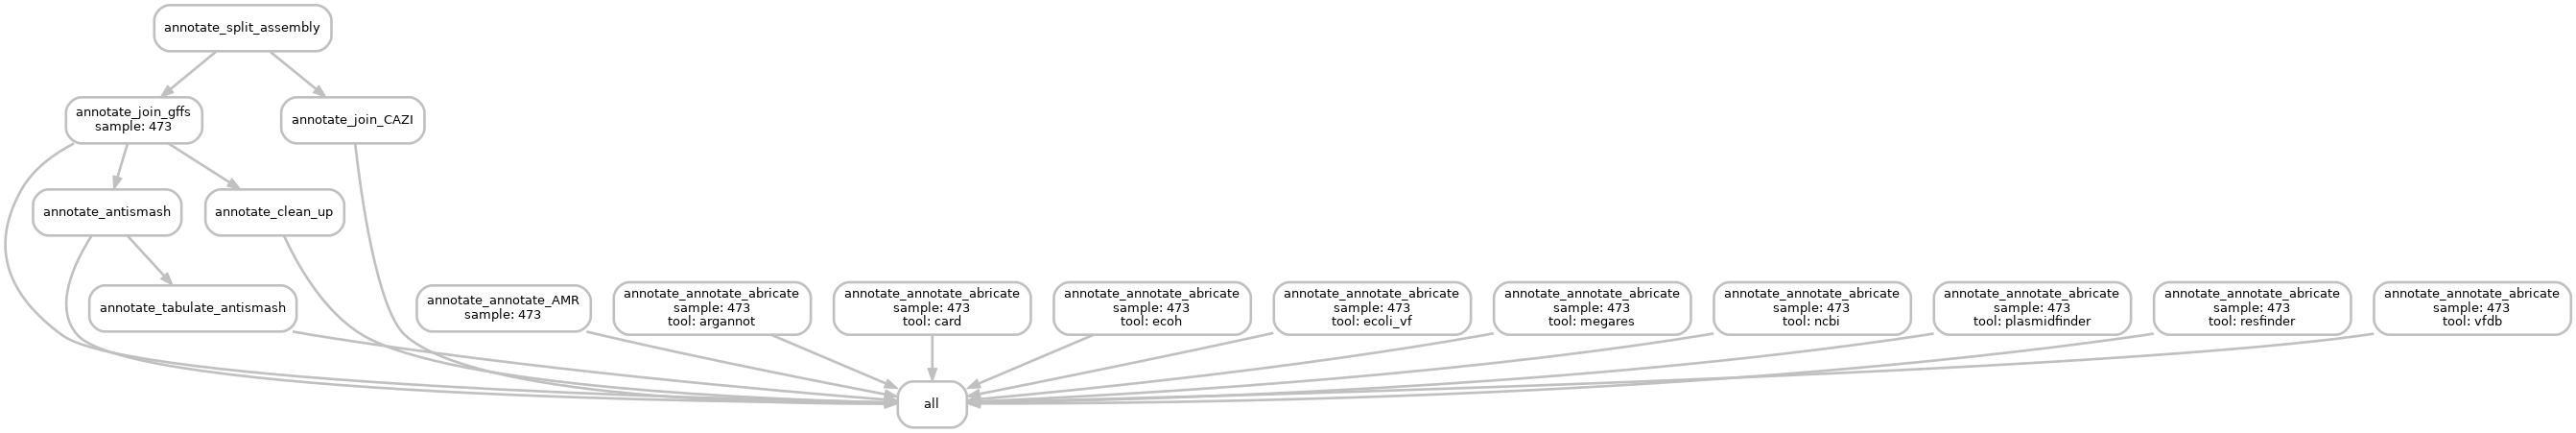 annotate_split_assembly
annotate_join_gffs
sample: 473
annotate_join_CAZI
annotate_antismash
annotate_clean_up
annotate_tabulate_antismash
annotate_annotate_AMR
sample: 473
annotate_annotate_abricate
sample: 473
tool: argannot
annotate_annotate_abricate
sample: 473
tool: card
annotate_annotate_abricate
sample: 473
tool: ecoh
annotate_annotate_abricate
sample: 473
tool: ecoli_vf
annotate_annotate_abricate
sample: 473
tool: megares
annotate_annotate_abricate
sample: 473
tool: ncbi
annotate_annotate_abricate
sample: 473
tool: plasmidfinder
annotate_annotate_abricate
sample: 473
tool: resfinder
annotate_annotate_abricate
sample: 473
tool: vfdb
all